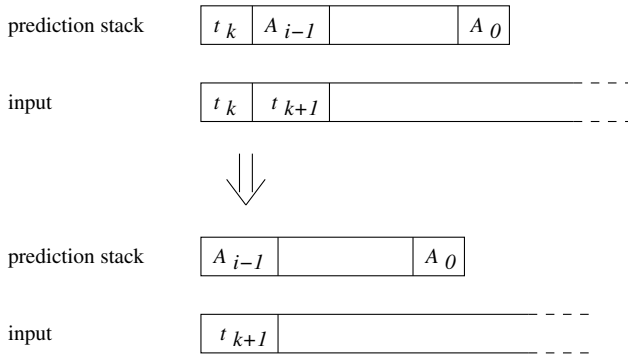 prediction stack t k A i−1 A 0
input t k t k+1
prediction stack A i−1 A 0
input t k+1